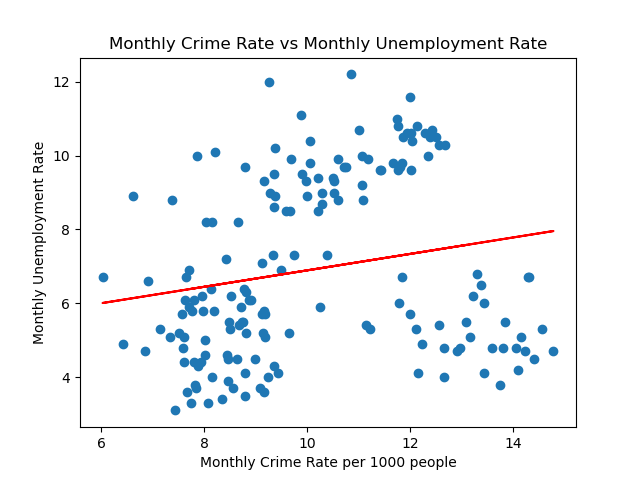 Monthly Crime Rate vs Monthly Unemployment Rate
12
10
8
6
4
Monthly Unemployment Rate
6 8 10 12 14
Monthly Crime Rate per 1000 people